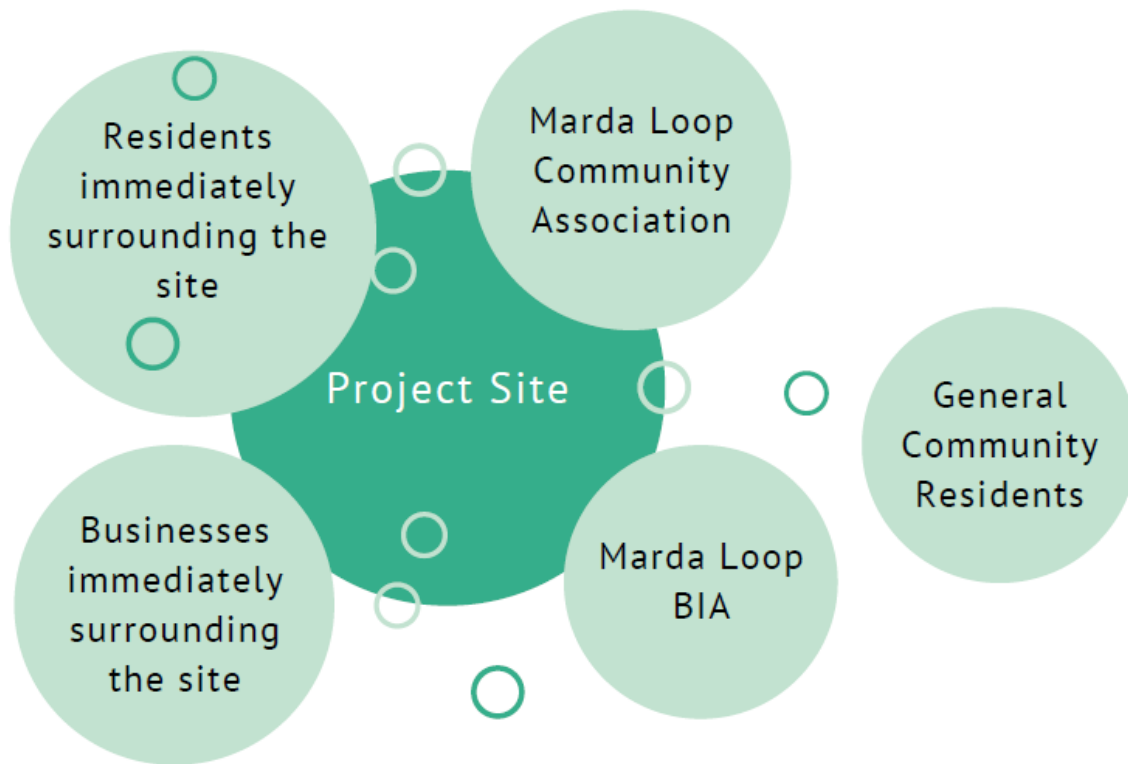 Residents
immediately
surrounding the
site
Marda Loop
Community
Association
Project Site
General
Community
Residents
Businesses
immediately
surrounding
the site
Marda Loop
BIA